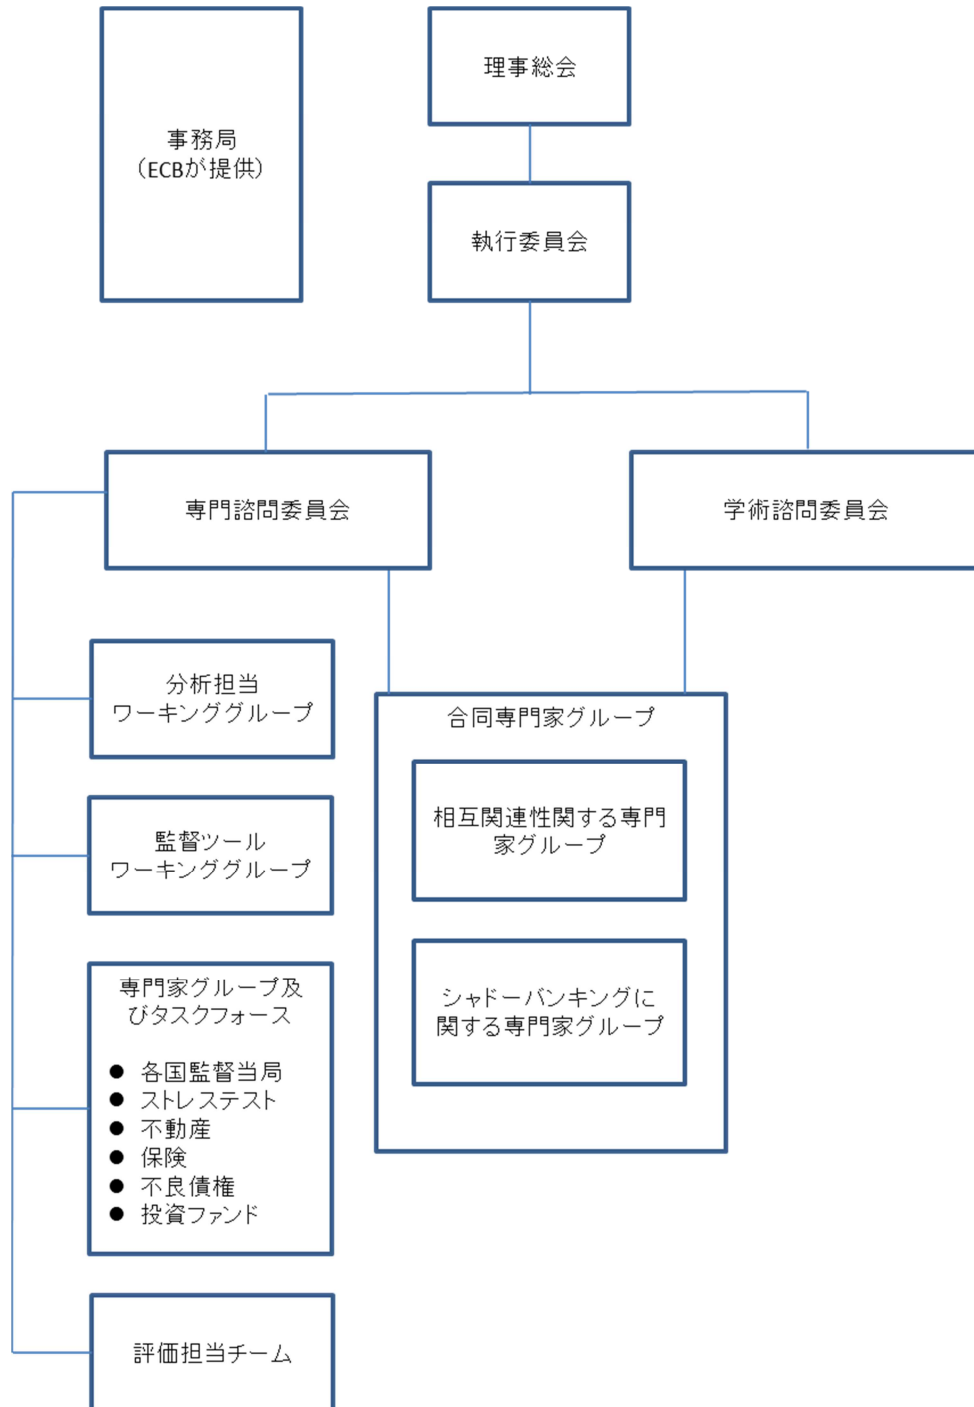 事務局
（ECBが提供）
理事総会
執行委員会
専門諮問委員会
学術諮問委員会
分析担当
ワーキンググループ
監督ツール
ワーキンググループ
専門家グループ及
びタスクフォース
● 各国監督当局
● ストレステスト
● 不動産
● 保険
● 不良債権
● 投資ファンド
評価担当チーム
合同専門家グループ
相互関連性関する専門
家グループ
シャドーバンキングに
関する専門家グループ